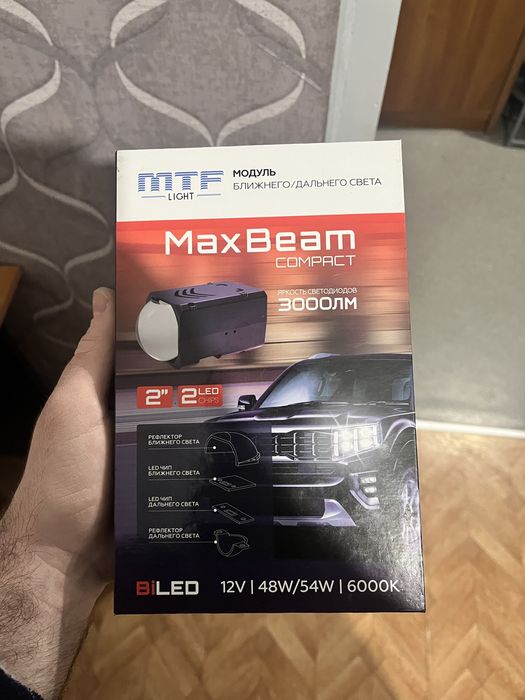 MTF
LIGHT
МОДУЛЬ
БЛИЖНЕГО/ДАЛЬНЕГО СВЕТА
MaxBeam
COMPACT
ЯРКОСТЬ СВЕТОДИОДОВ
3000ЛМ
2"
2 LED
CHIPS
РЕФЛЕКТОР
БЛИЖНЕГО СВЕТА
LED ЧИП
БЛИЖНЕГО СВЕТА
LED ЧИП
ДАЛЬНЕГО СВЕТА
РЕФЛЕКТОР
ДАЛЬНЕГО СВЕТА
BiLED
12V | 48W/54W | 6000K